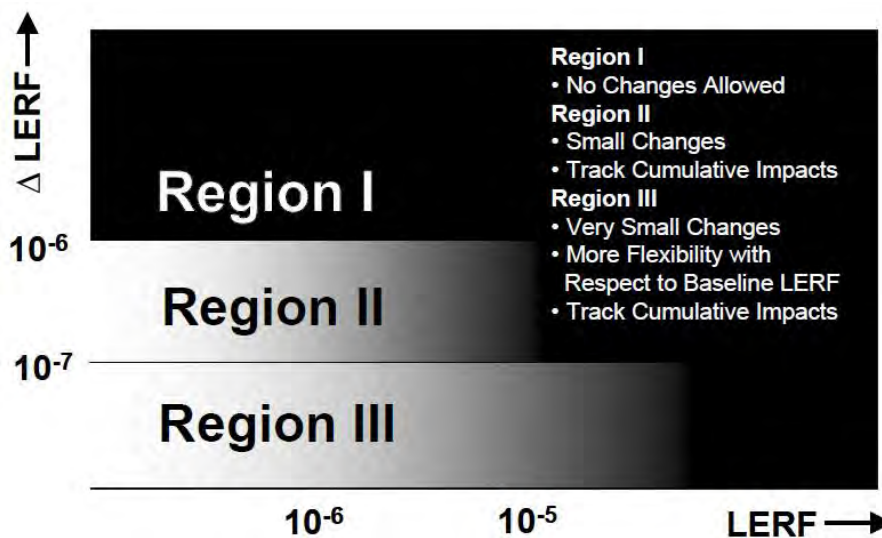 Δ LERF
Region I
• No Changes Allowed
Region II
• Small Changes
• Track Cumulative Impacts
Region III
• Very Small Changes
• More Flexibility with
Respect to Baseline LERF
• Track Cumulative Impacts
Region I
10⁻⁶
Region II
10⁻⁷
Region III
10⁻⁶ 10⁻⁵ LERF